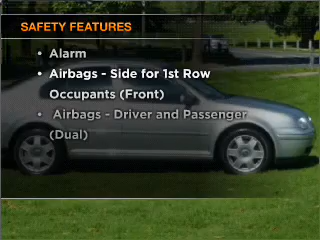 SAFETY FEATURES
• Alarm
• Airbags - Side for 1st Row
Occupants (Front)
• Airbags - Driver and Passenger
(Dual)